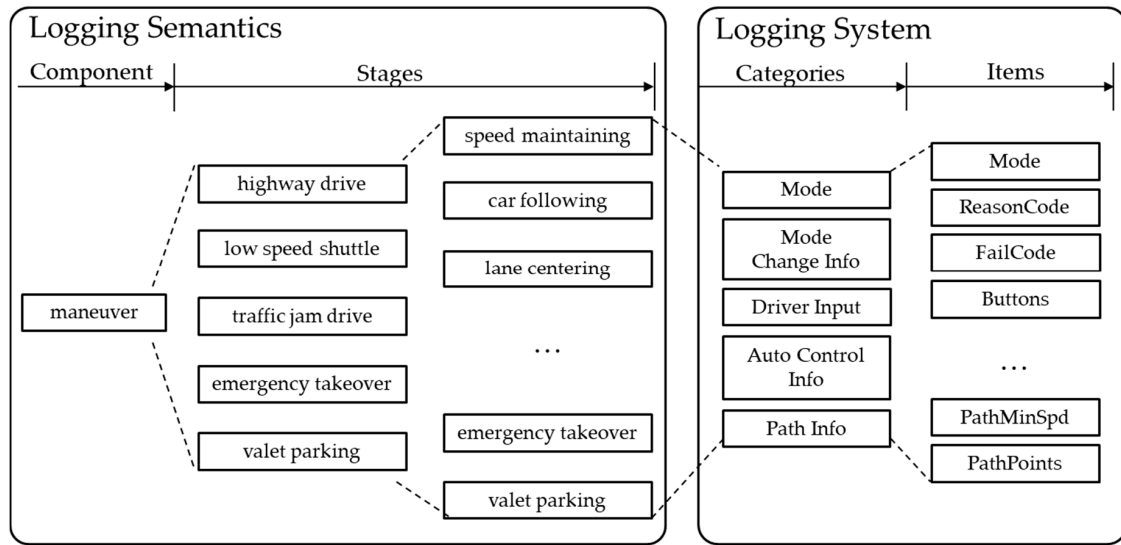 Logging Semantics
Component
Stages
maneuver
highway drive
low speed shuttle
traffic jam drive
emergency takeover
valet parking
speed maintaining
car following
lane centering
...
emergency takeover
valet parking
Logging System
Categories
Items
Mode
Mode
Change Info
Driver Input
Auto Control
Info
Path Info
Mode
ReasonCode
FailCode
Buttons
...
PathMinSpd
PathPoints